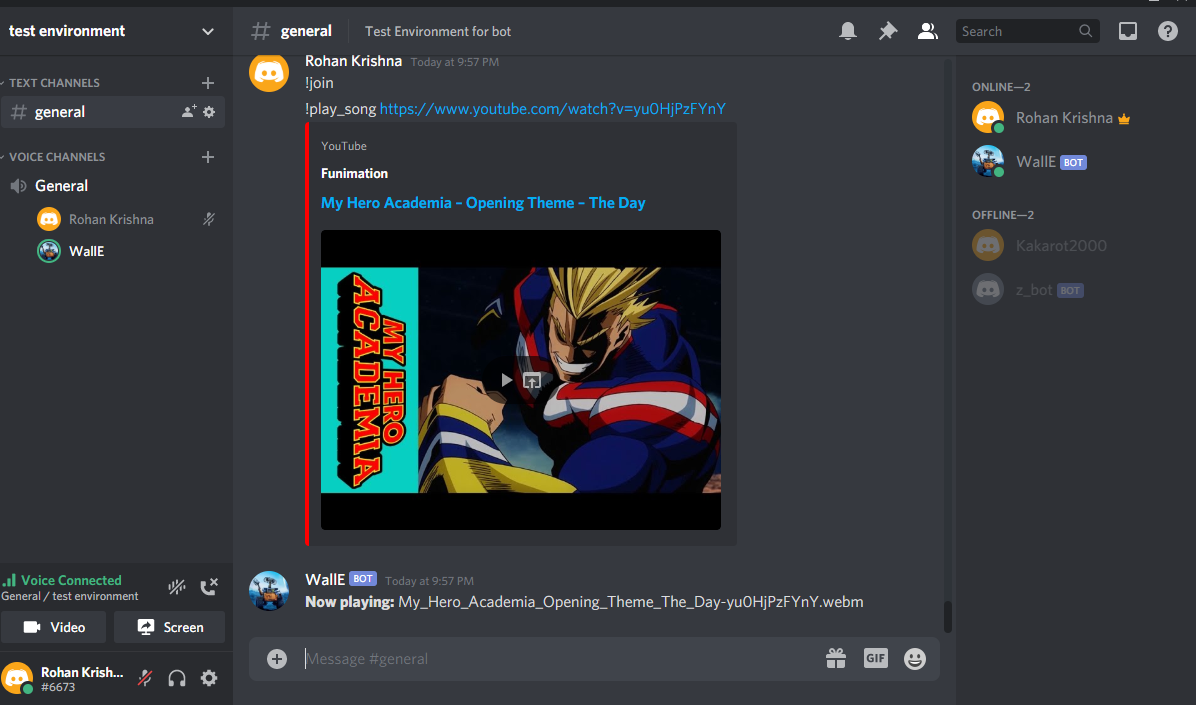 test environment
TEXT CHANNELS
general
VOICE CHANNELS
General
Rohan Krishna
WallE
Voice Connected
General / test environment
Video
Screen
Rohan Krish...
#6673
# general
Test Environment for bot
Search
Rohan Krishna Today at 9:57 PM
!join
!play_song https://www.youtube.com/watch?v=yu0HjPzFYnY
YouTube
Funimation
My Hero Academia – Opening Theme – The Day
MY HERO
ACADEMIA
WallE BOT Today at 9:57 PM
Now playing: My_Hero_Academia_Opening_Theme_The_Day-yu0HjPzFYnY.webm
Message #general
GIF
ONLINE—2
Rohan Krishna
WallE BOT
OFFLINE—2
Kakarot2000
z_bot BOT